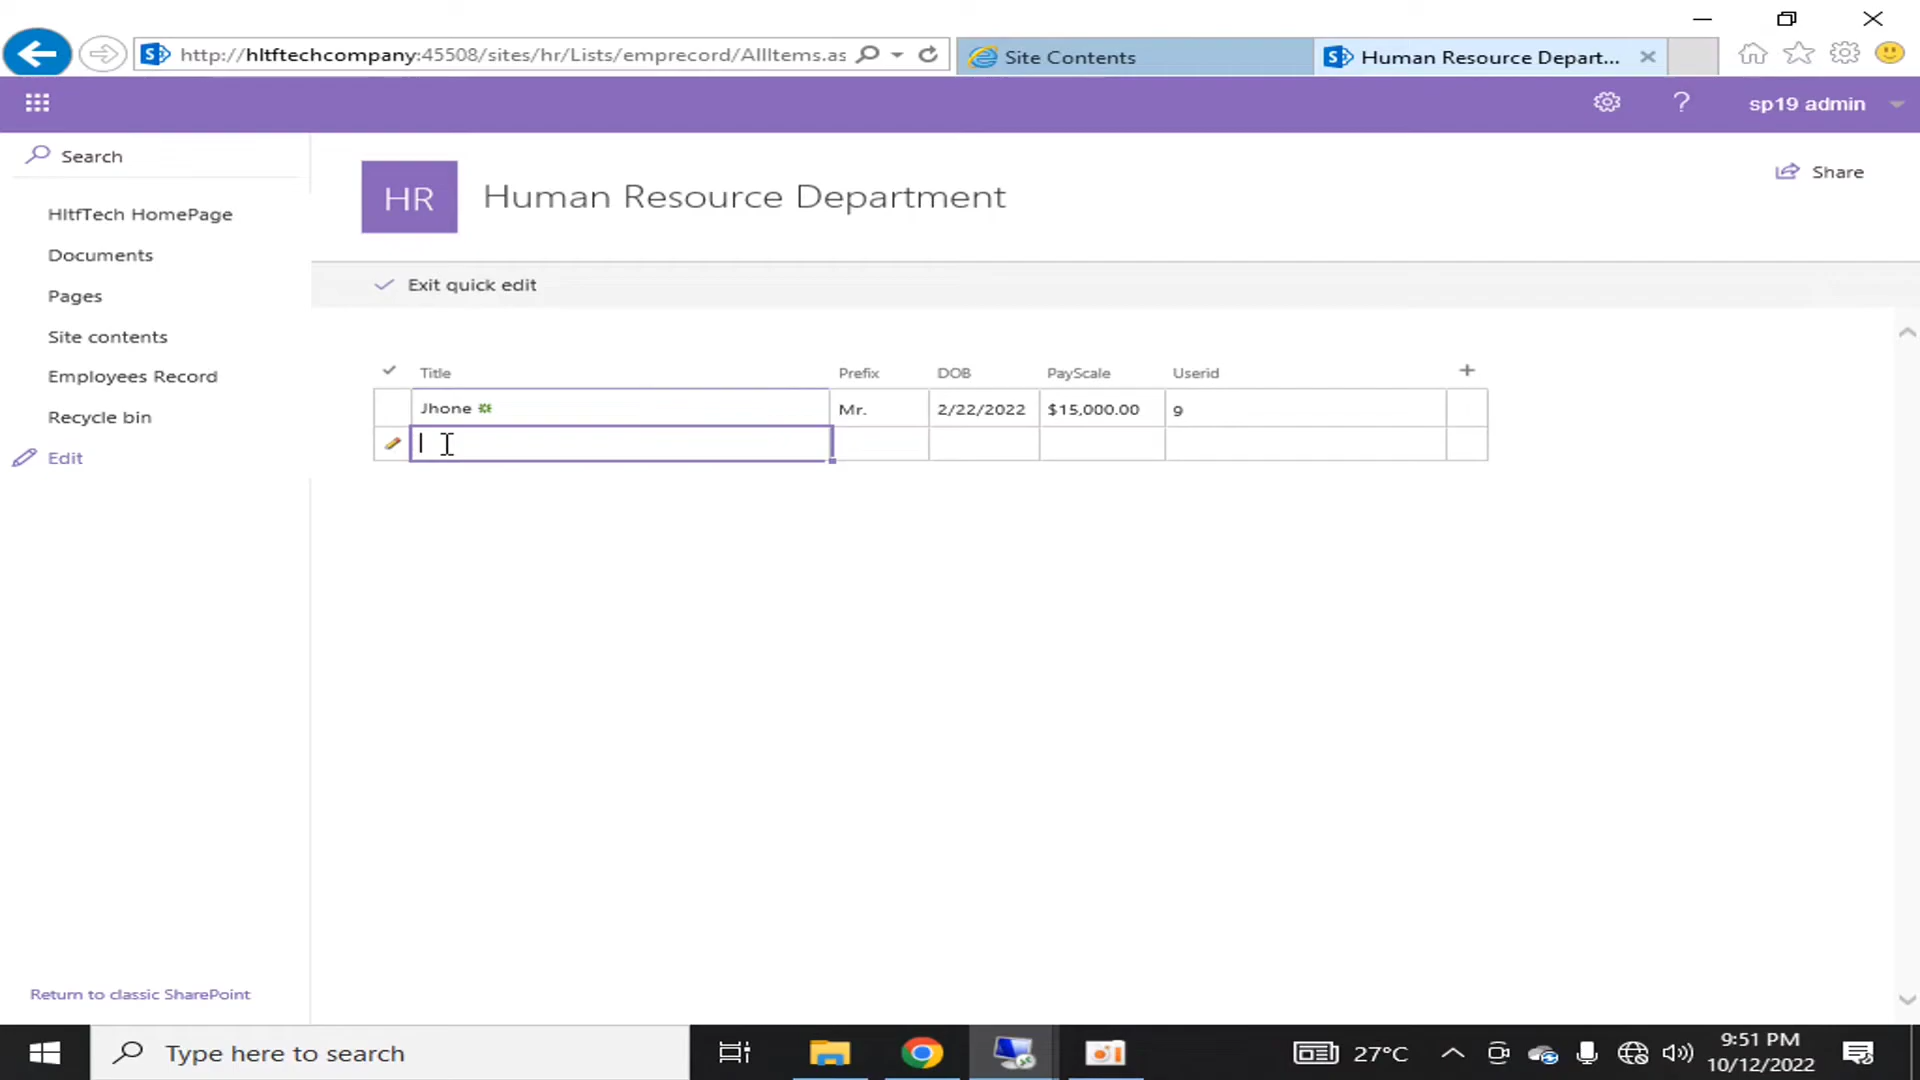 http://hltftechcompany:45508/sites/hr/Lists/emprecord/AllItems.as
Site Contents
Human Resource Depart...
sp19 admin
Search
HltfTech HomePage
Documents
Pages
Site contents
Employees Record
Recycle bin
Edit
HR
Human Resource Department
Share
Exit quick edit
Title Prefix DOB PayScale Userid
Jhone Mr. 2/22/2022 $15,000.00 9
Return to classic SharePoint
Type here to search
27°C
9:51 PM
10/12/2022